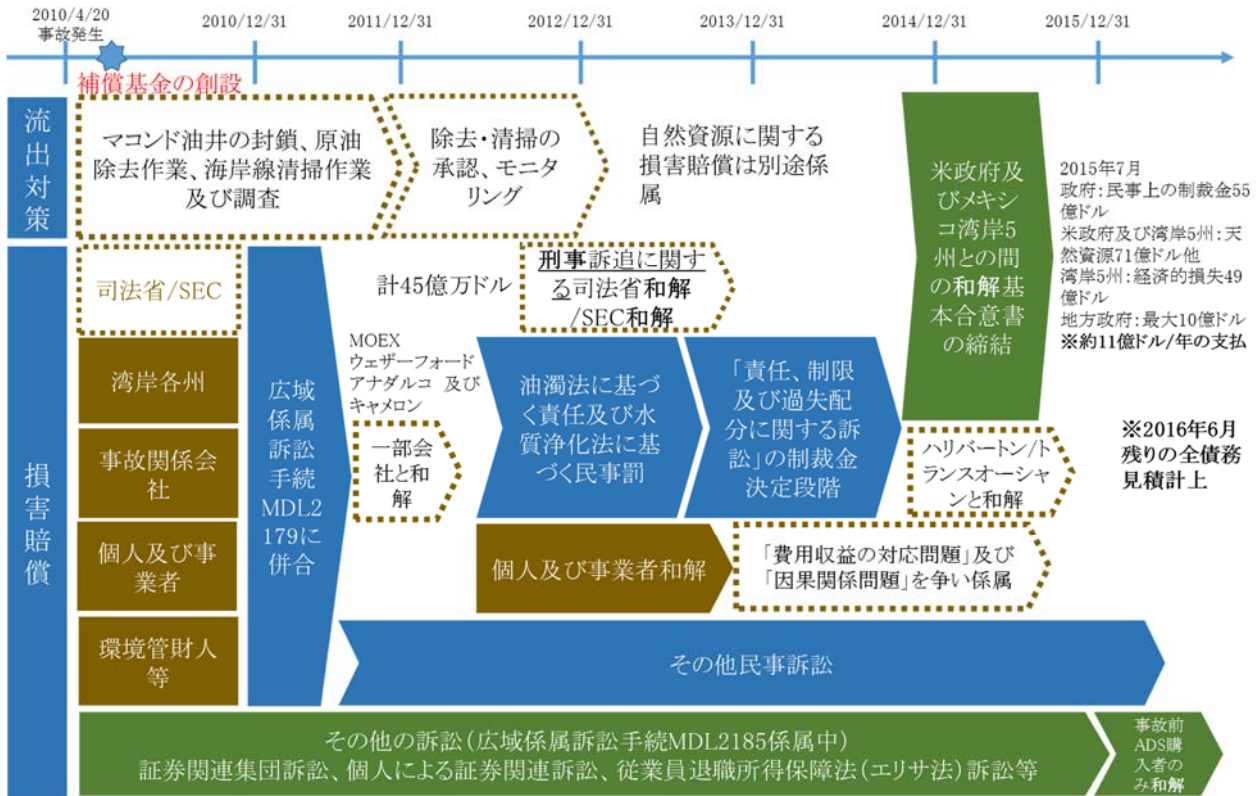 2010/4/20
事故発生
2010/12/31
2011/12/31
2012/12/31
2013/12/31
2014/12/31
2015/12/31
補償基金の創設
流出対策
マコンド油井の封鎖、原油
除去作業、海岸線清掃作業
及び調査
除去・清掃の
承認、モニタ
リング
自然資源に関する
損害賠償は別途係
属
米政府及
びメキシ
コ湾岸5
州との間
の和解基
本合意書
の締結
2015年7月
政府:民事上の制裁金55
億ドル
米政府及び湾岸5州:天
然資源71億ドル他
湾岸5州:経済的損失49
億ドル
地方政府:最大10億ドル
※約11億ドル/年の支払
損害賠償
司法省/SEC
計45億万ドル
刑事訴追に関す
る司法省和解
/SEC和解
湾岸各州
事故関係会
社
個人及び事
業者
環境管財人
等
広域
係属
訴訟
手続
MDL2
179に
併合
MOEX
ウェザーフォード
アナダルコ 及び
キャメロン
一部会
社と和
解
油濁法に基づ
く責任及び水
質浄化法に基
づく民事罰
「責任、制限
及び過失配
分に関する訴
訟」の制裁金
決定段階
ハリバートン/ト
ランスオーシャ
ンと和解
※2016年6月
残りの全債務
見積計上
個人及び事業者和解
「費用収益の対応問題」及び
「因果関係問題」を争い係属
その他民事訴訟
その他の訴訟(広域係属訴訟手続MDL2185係属中)
証券関連集団訴訟、個人による証券関連訴訟、従業員退職所得保障法(エリサ法)訴訟等
事故前
ADS購
入者の
み和解